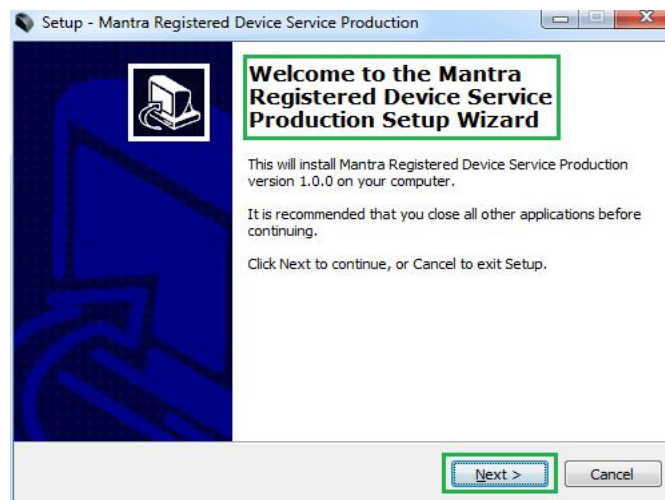 Setup - Mantra Registered Device Service Production
Welcome to the Mantra
Registered Device Service
Production Setup Wizard
This will install Mantra Registered Device Service Production
version 1.0.0 on your computer.
It is recommended that you close all other applications before
continuing.
Click Next to continue, or Cancel to exit Setup.
Next > Cancel